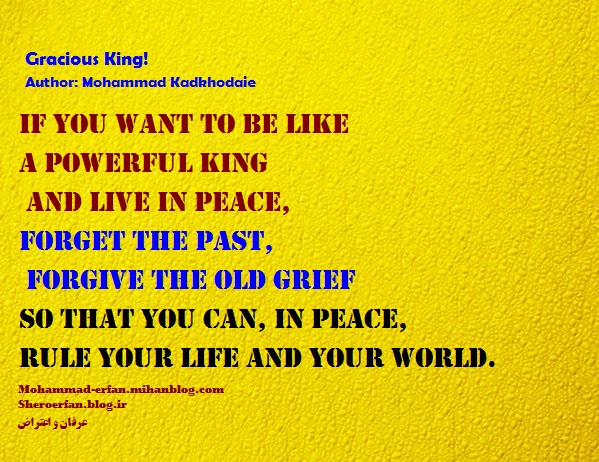 Gracious King!
Author: Mohammad Kadkhodaie
IF YOU WANT TO BE LIKE
A POWERFUL KING
AND LIVE IN PEACE,
FORGET THE PAST,
FORGIVE THE OLD GRIEF
SO THAT YOU CAN, IN PEACE,
RULE YOUR LIFE AND YOUR WORLD.
Mohammad-erfan.mihanblog.com
Sheroerfan.blog.ir
عرفان و اعتراض